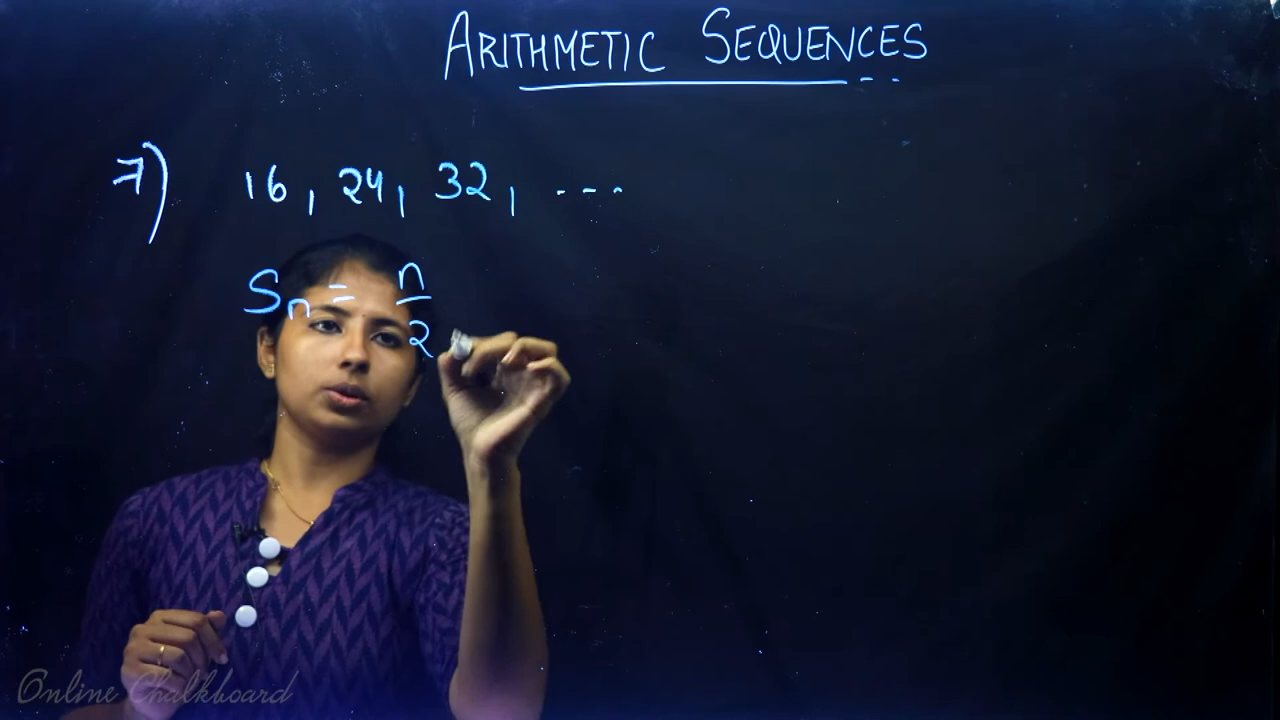 ARITHMETIC SEQUENCES
7) 16, 24, 32, ...
Sn = n/2
Online Chalkboard